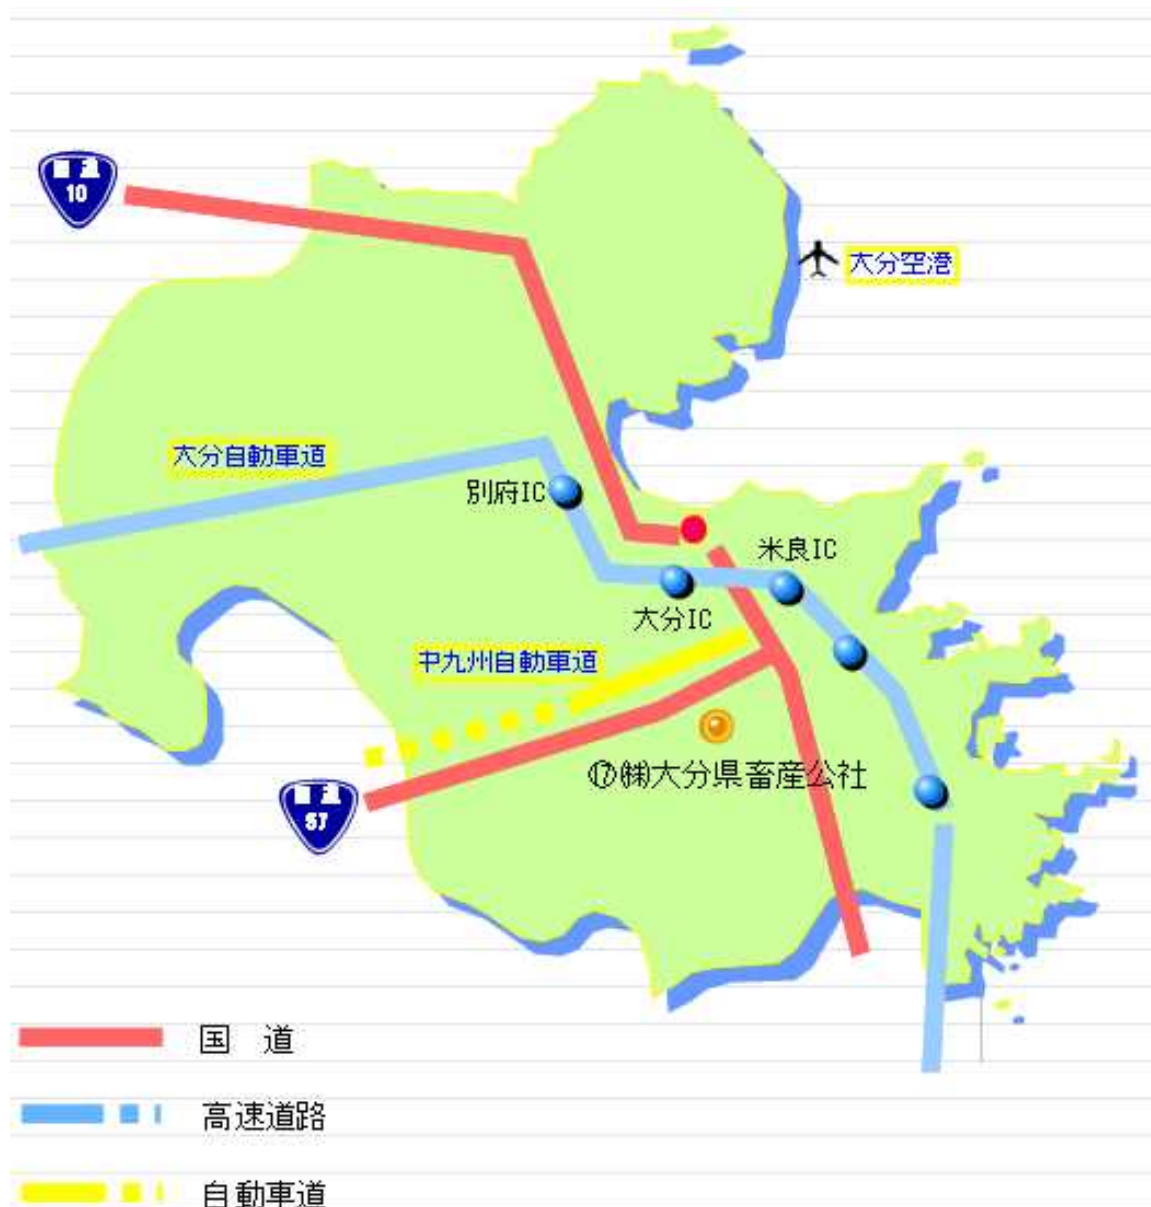 国道
10
大分空港
大分自動車道
別府IC
米良IC
大分IC
中九州自動車道
⑰㈱大分県畜産公社
国道
57
国 道
高速道路
自動車道